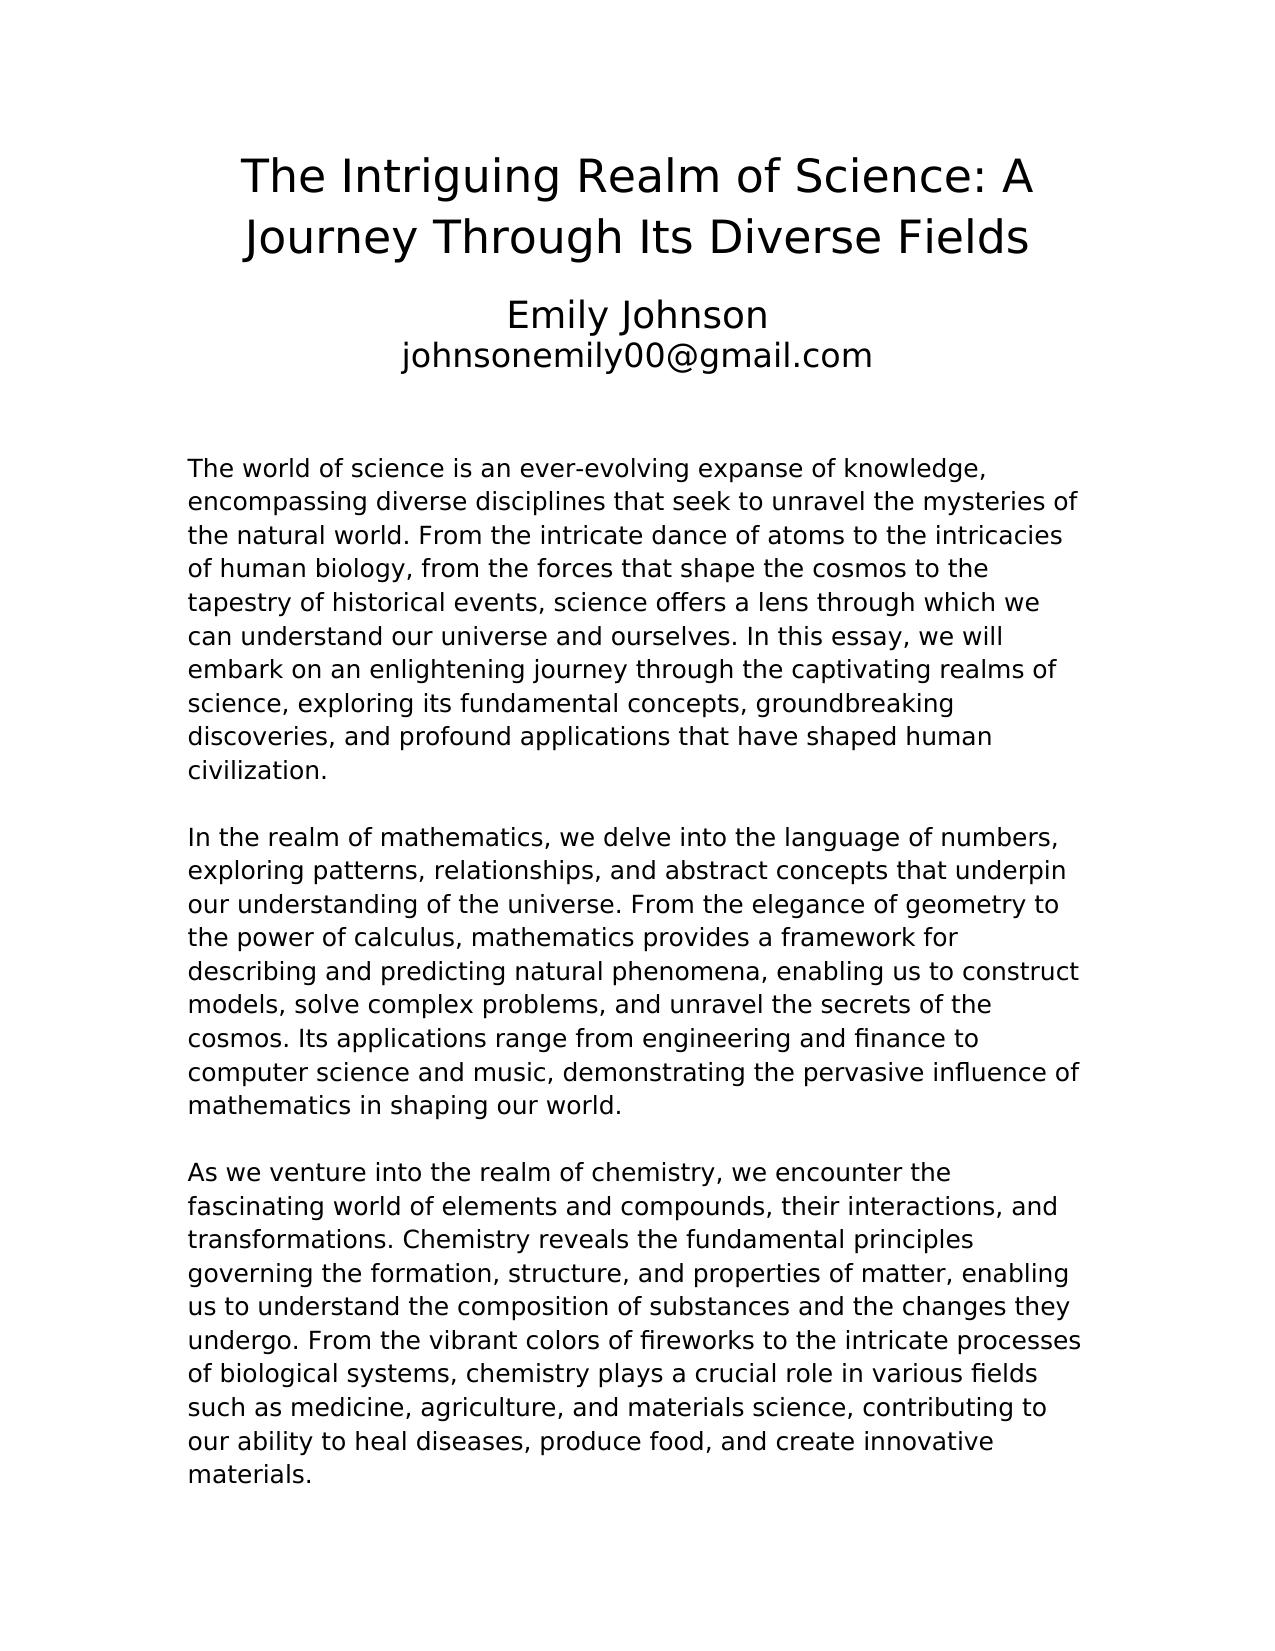 The Intriguing Realm of Science: A
Journey Through Its Diverse Fields
Emily Johnson
johnsonemily00@gmail.com
The world of science is an ever-evolving expanse of knowledge,
encompassing diverse disciplines that seek to unravel the mysteries of
the natural world. From the intricate dance of atoms to the intricacies
of human biology, from the forces that shape the cosmos to the
tapestry of historical events, science offers a lens through which we
can understand our universe and ourselves. In this essay, we will
embark on an enlightening journey through the captivating realms of
science, exploring its fundamental concepts, groundbreaking
discoveries, and profound applications that have shaped human
civilization.
In the realm of mathematics, we delve into the language of numbers,
exploring patterns, relationships, and abstract concepts that underpin
our understanding of the universe. From the elegance of geometry to
the power of calculus, mathematics provides a framework for
describing and predicting natural phenomena, enabling us to construct
models, solve complex problems, and unravel the secrets of the
cosmos. Its applications range from engineering and finance to
computer science and music, demonstrating the pervasive influence of
mathematics in shaping our world.
As we venture into the realm of chemistry, we encounter the
fascinating world of elements and compounds, their interactions, and
transformations. Chemistry reveals the fundamental principles
governing the formation, structure, and properties of matter, enabling
us to understand the composition of substances and the changes they
undergo. From the vibrant colors of fireworks to the intricate processes
of biological systems, chemistry plays a crucial role in various fields
such as medicine, agriculture, and materials science, contributing to
our ability to heal diseases, produce food, and create innovative
materials.